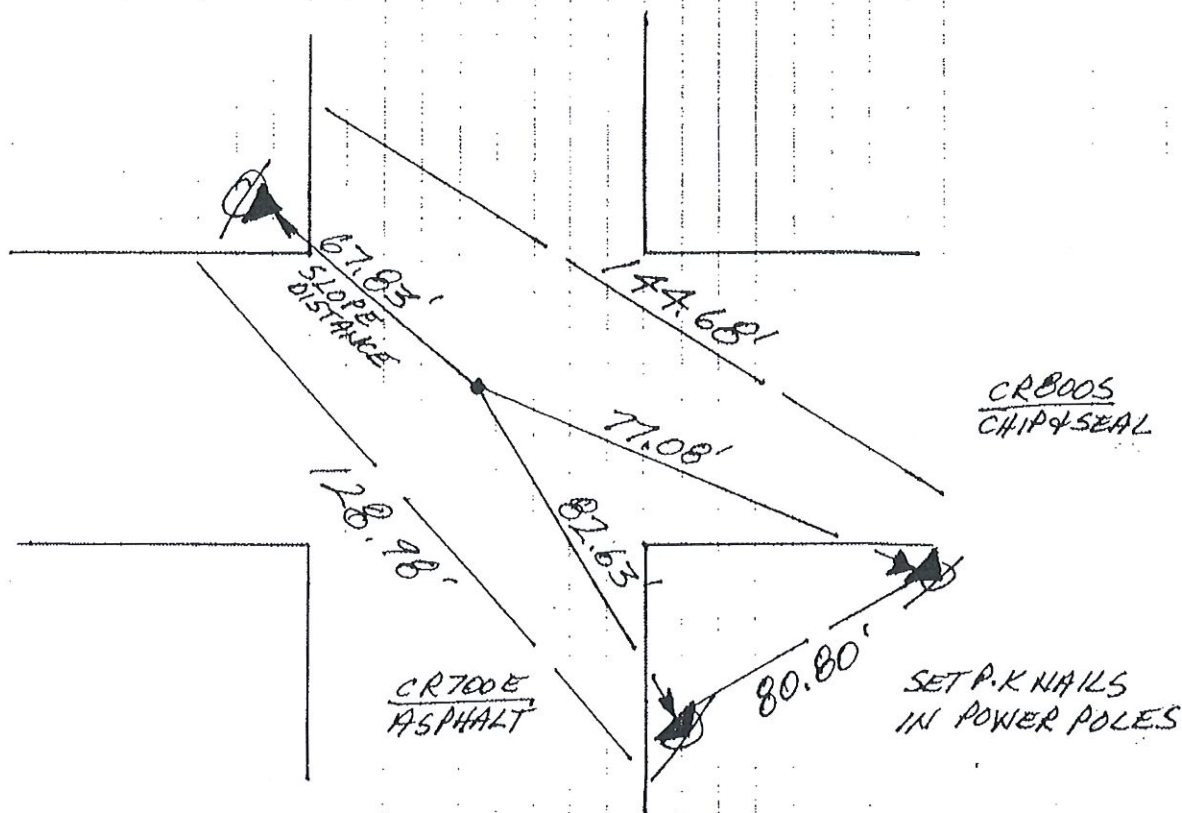 67.83'
SLOPE
DISTANCE
144.68'
CR800S
CHIP&SEAL
77.08'
82.63'
128.98'
CR700E
ASPHALT
80.80'
SET P.K NAILS
IN POWER POLES